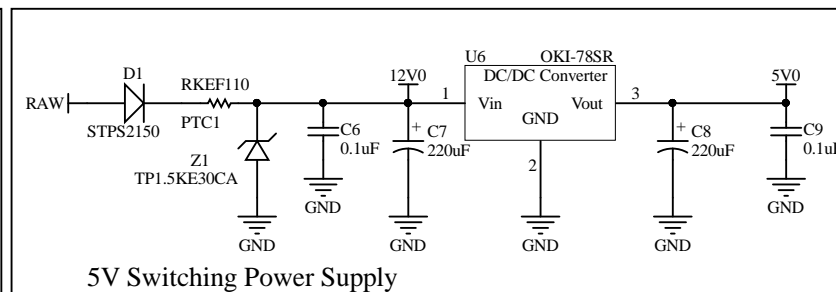 D1
RAW
STPS2150
RKEF110
PTC1
Z1
TP1.5KE30CA
GND
C6
0.1uF
GND
12V0
C7
220uF
GND
U6
OKI-78SR
DC/DC Converter
1
Vin
Vout
3
GND
2
GND
+
+
C8
220uF
GND
5V0
C9
0.1uF
GND
5V Switching Power Supply